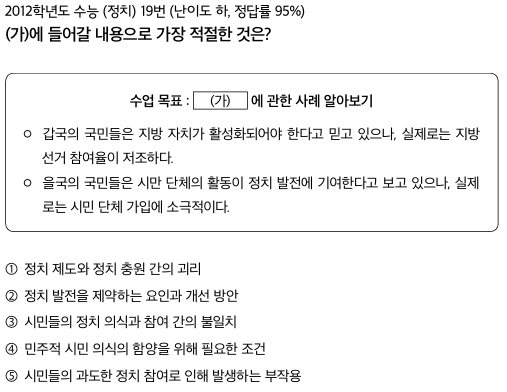 2012학년도 수능 (정치) 19번 (난이도 하, 정답률 95%)
(가)에 들어갈 내용으로 가장 적절한 것은?
수업 목표 : (가) 에 관한 사례 알아보기
○ 갑국의 국민들은 지방 자치가 활성화되어야 한다고 믿고 있으나, 실제로는 지방
선거 참여율이 저조하다.
○ 을국의 국민들은 시만 단체의 활동이 정치 발전에 기여한다고 보고 있으나, 실제
로는 시민 단체 가입에 소극적이다.
① 정치 제도와 정치 충원 간의 괴리
② 정치 발전을 제약하는 요인과 개선 방안
③ 시민들의 정치 의식과 참여 간의 불일치
④ 민주적 시민 의식의 함양을 위해 필요한 조건
⑤ 시민들의 과도한 정치 참여로 인해 발생하는 부작용